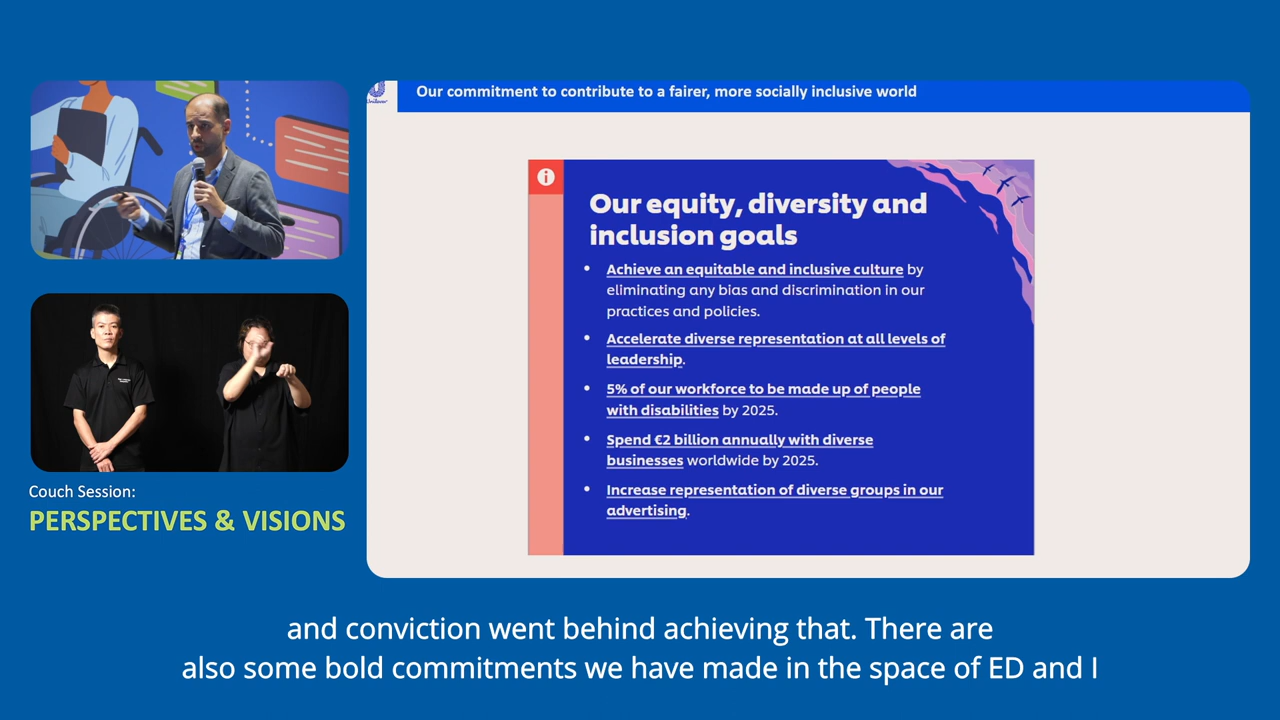 Our commitment to contribute to a fairer, more socially inclusive world
Our equity, diversity and
inclusion goals
• Achieve an equitable and inclusive culture by
eliminating any bias and discrimination in our
practices and policies.
• Accelerate diverse representation at all levels of
leadership.
• 5% of our workforce to be made up of people
with disabilities by 2025.
• Spend €2 billion annually with diverse
businesses worldwide by 2025.
• Increase representation of diverse groups in our
advertising.
Couch Session:
PERSPECTIVES & VISIONS
and conviction went behind achieving that. There are
also some bold commitments we have made in the space of ED and I